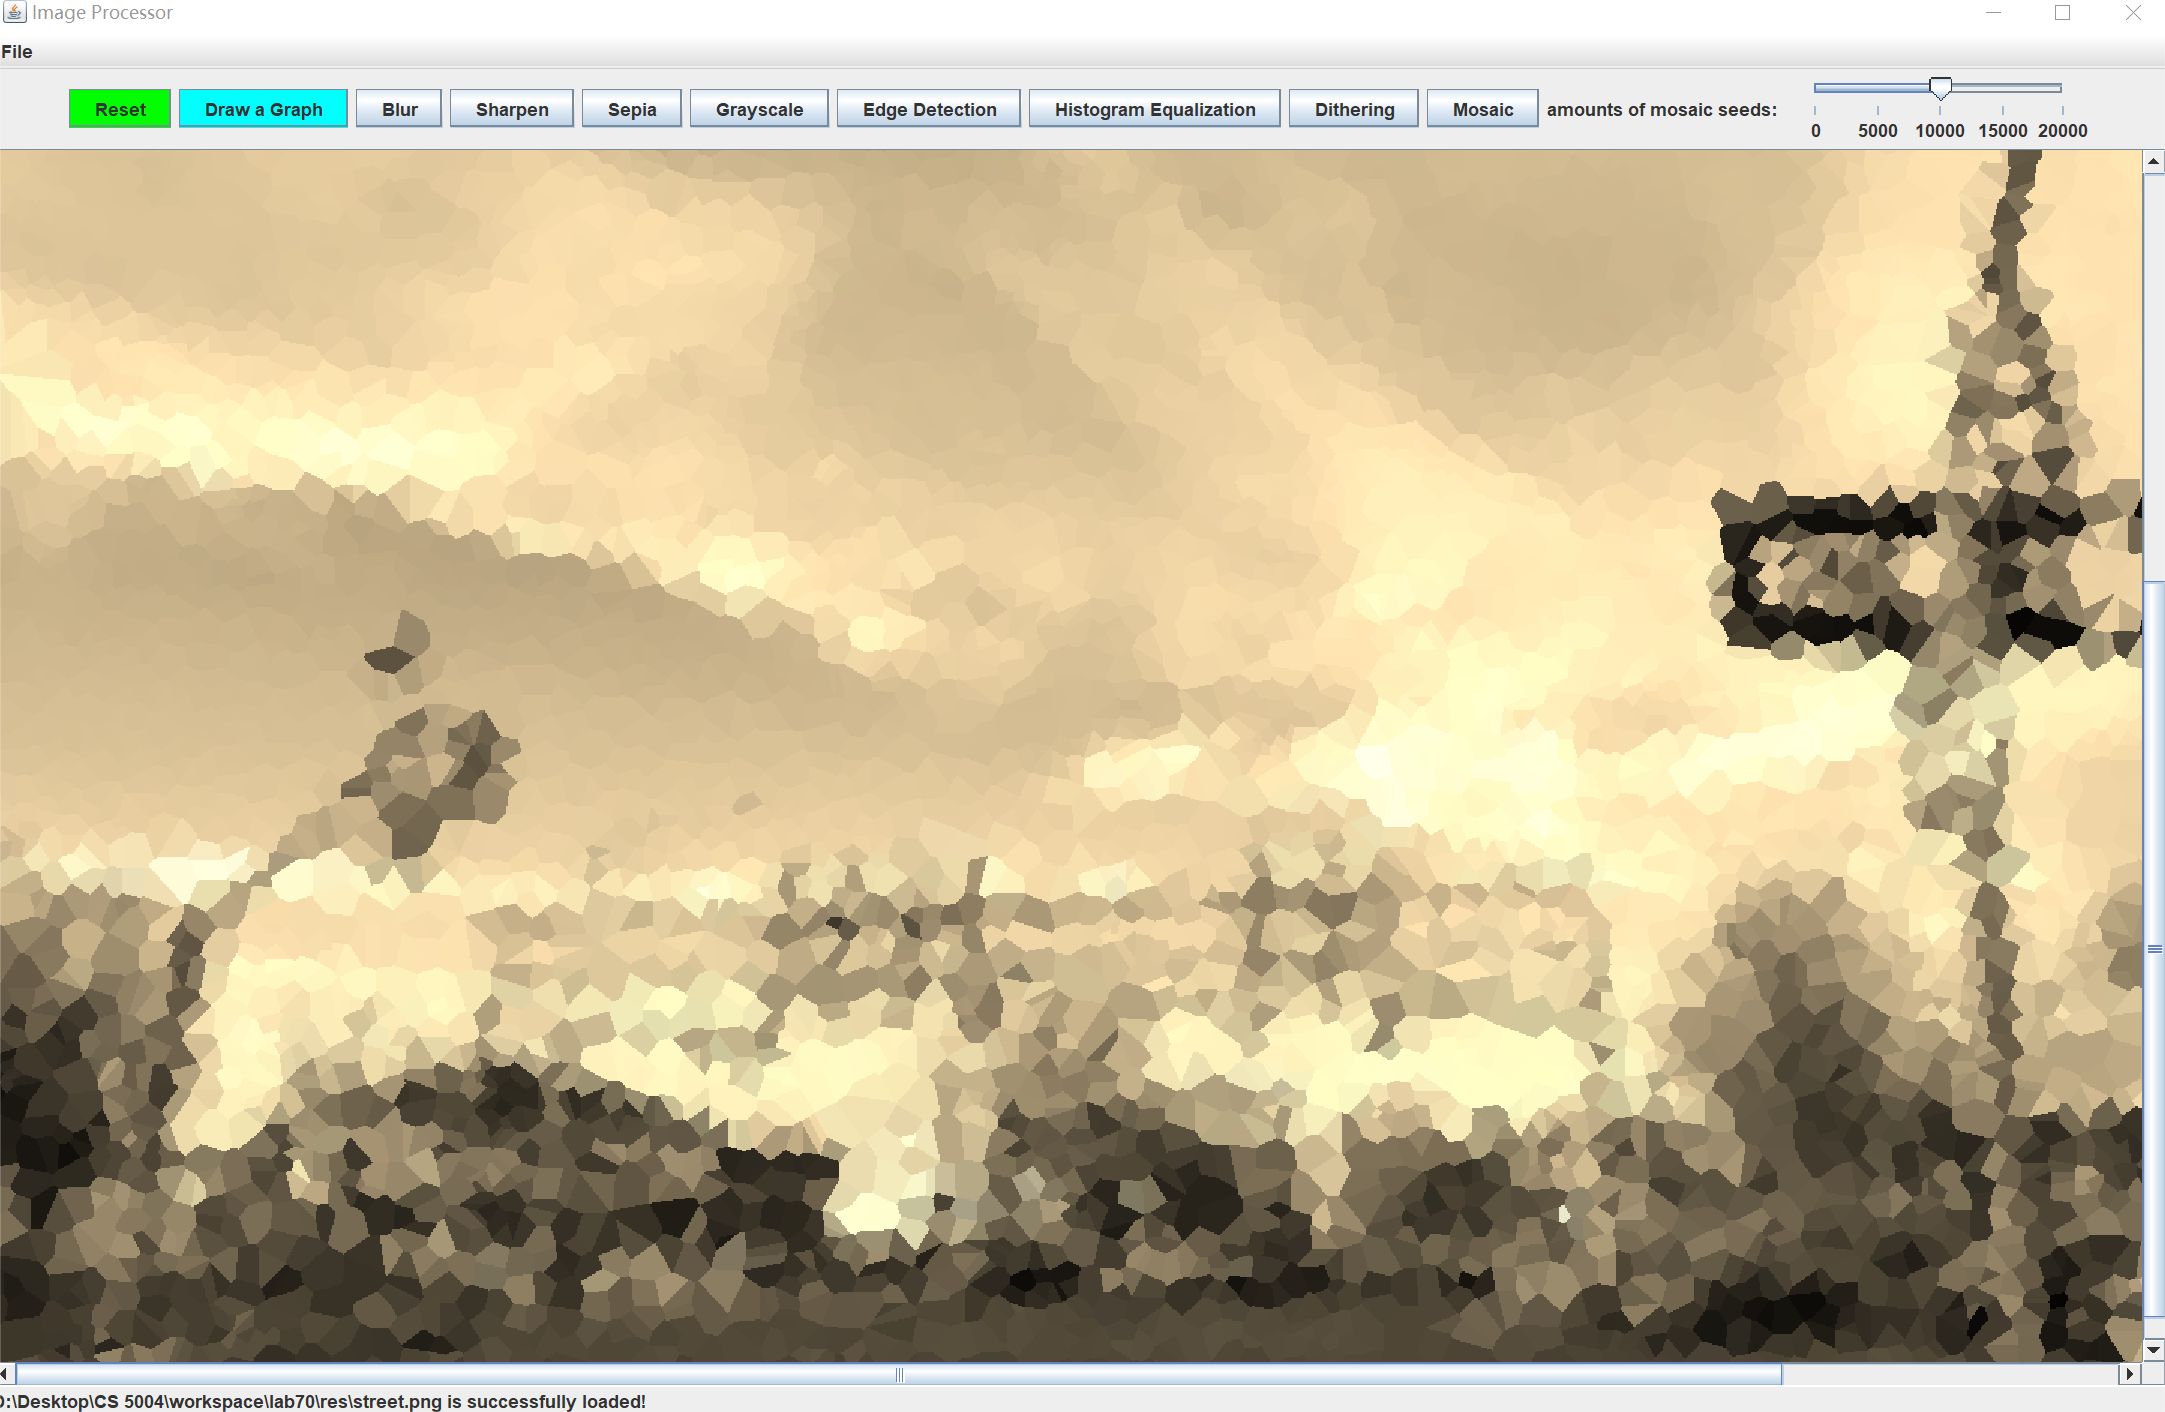 Image Processor
File
Reset Draw a Graph Blur Sharpen Sepia Grayscale Edge Detection Histogram Equalization Dithering Mosaic amounts of mosaic seeds:
0 5000 10000 15000 20000
:\Desktop\CS 5004\workspace\lab70\res\street.png is successfully loaded!